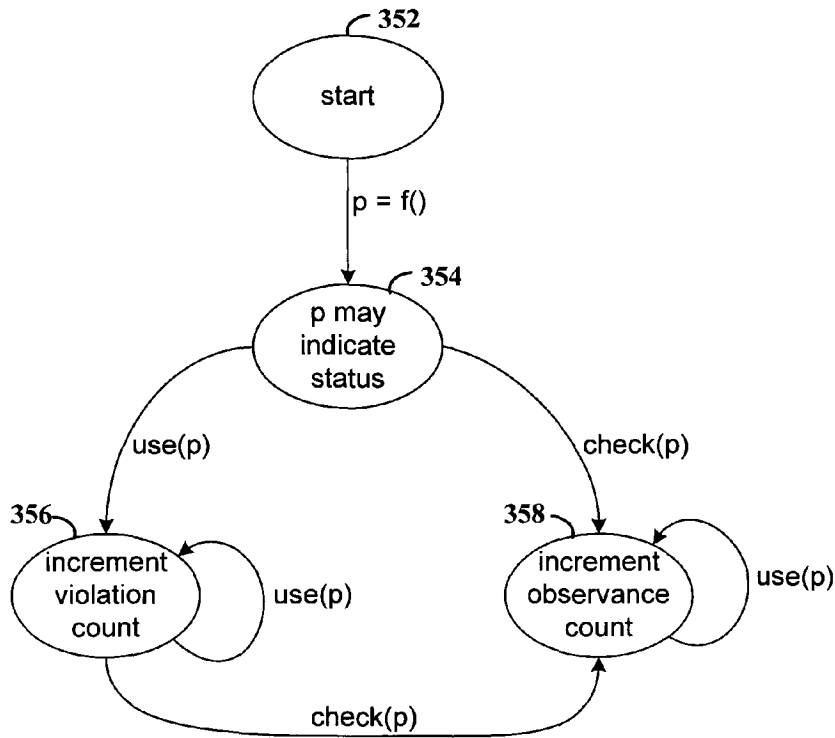 352
start
p = f()
354
p may
indicate
status
use(p)
check(p)
356
358
increment
violation
count
use(p)
increment
observance
count
use(p)
check(p)